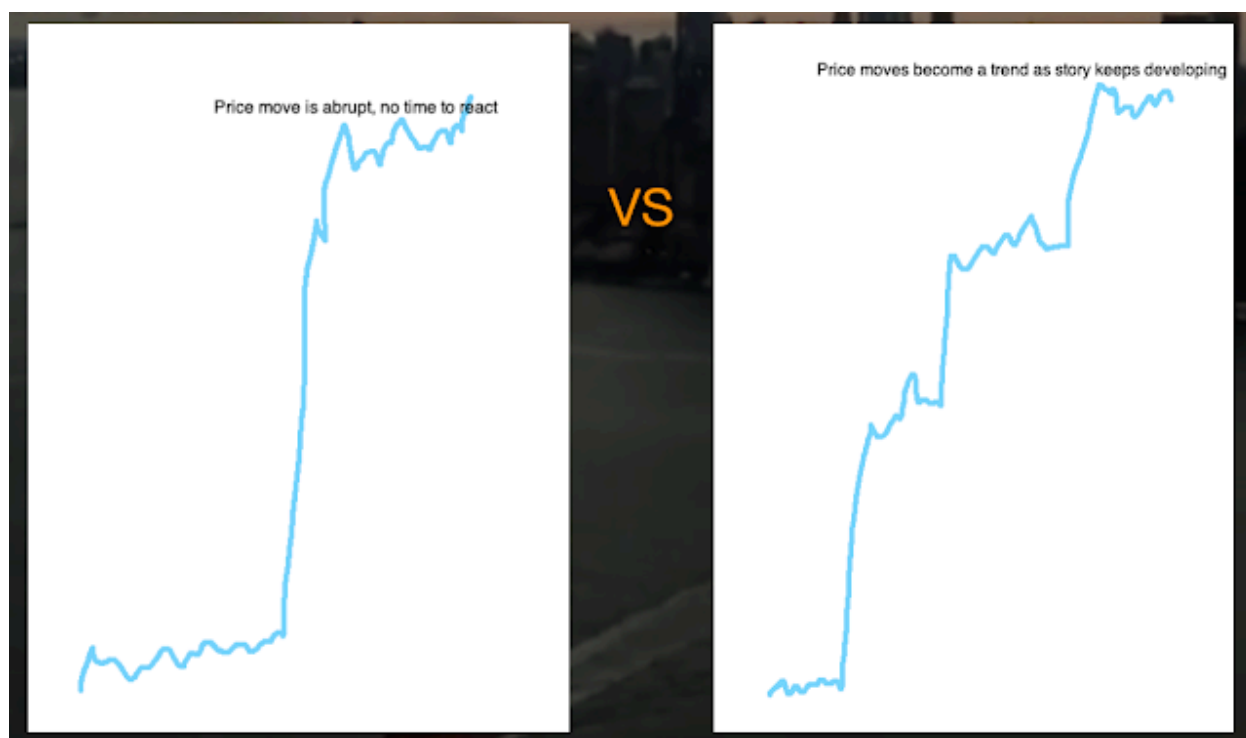 Price move is abrupt, no time to react
VS
Price moves become a trend as story keeps developing